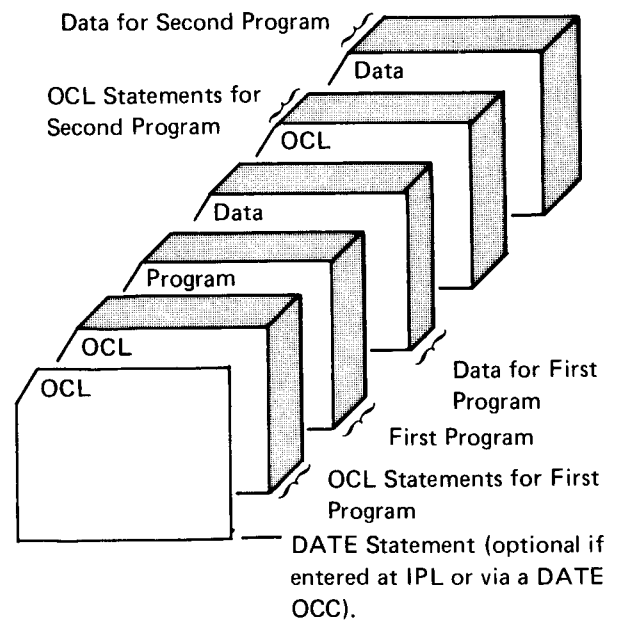 Data for Second Program
Data
OCL Statements for
Second Program
OCL
Data
Program
OCL
OCL
Data for First
Program
First Program
OCL Statements for First
Program
DATE Statement (optional if
entered at IPL or via a DATE
OCC).